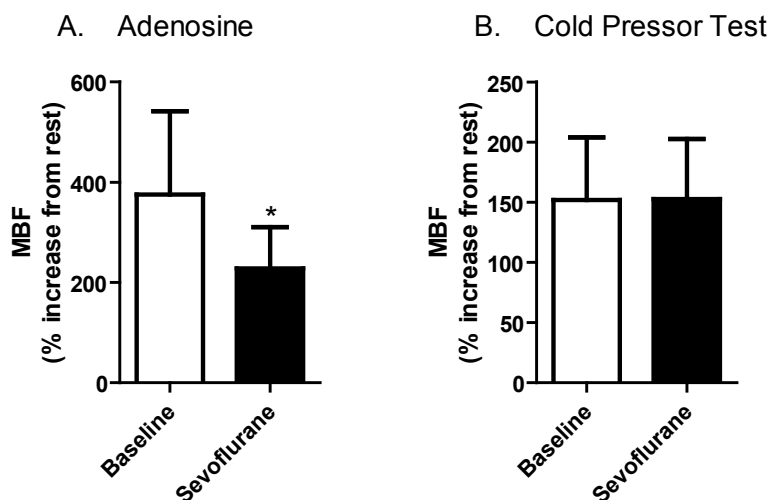 A. Adenosine
MBF
(% increase from rest)
600
400
200
0
*
Baseline
Sevoflurane
B. Cold Pressor Test
MBF
(% increase from rest)
250
200
150
100
50
0
Baseline
Sevoflurane